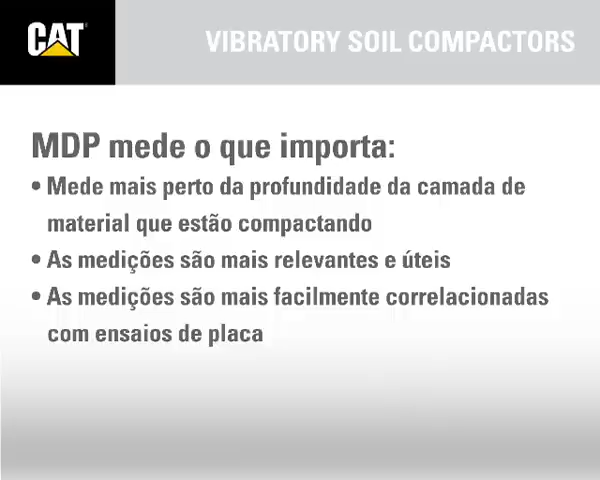 CAT
VIBRATORY SOIL COMPACTORS
MDP mede o que importa:
• Mede mais perto da profundidade da camada de
material que estão compactando
• As medições são mais relevantes e úteis
• As medições são mais facilmente correlacionadas
com ensaios de placa